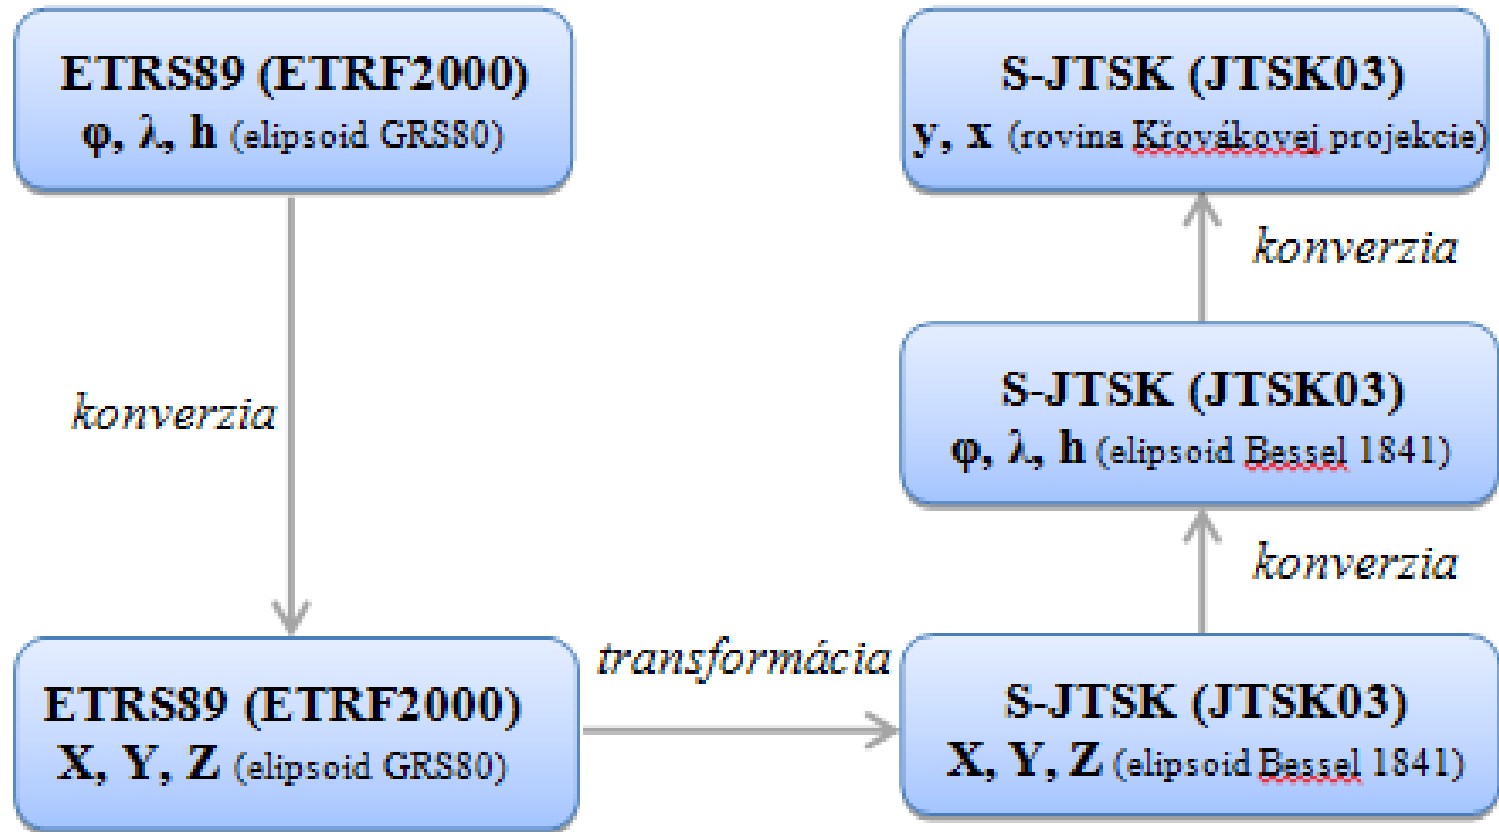 ETRS89 (ETRF2000)
φ, λ, h (elipsoid GRS80)
konverzia
ETRS89 (ETRF2000)
X, Y, Z (elipsoid GRS80)
transformácia
S-JTSK (JTSK03)
X, Y, Z (elipsoid Bessel 1841)
konverzia
S-JTSK (JTSK03)
φ, λ, h (elipsoid Bessel 1841)
konverzia
S-JTSK (JTSK03)
y, x (rovina Křovákovej projekcie)